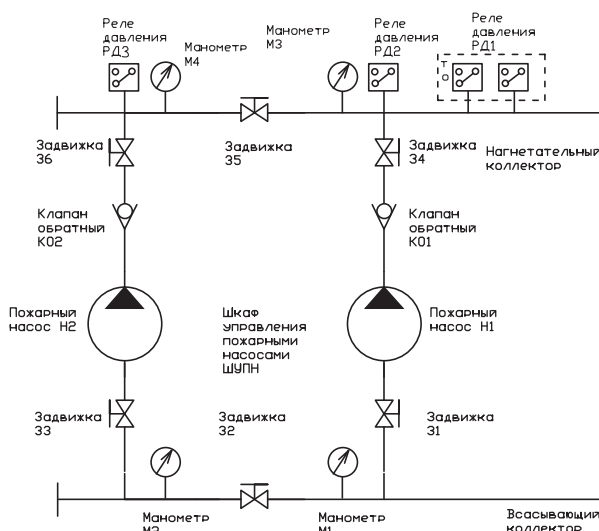 Реле
давления
РД3
Манометр
М4
Манометр
М3
Реле
давления
РД2
Реле
давления
РД1
Т
Задвижка
З6
Задвижка
З5
Задвижка
З4
Нагнетательный
коллектор
Клапан
обратный
КО2
Клапан
обратный
КО1
Пожарный
насос Н2
Шкаф
управления
пожарными
насосами
ШУПН
Пожарный
насос Н1
Задвижка
З3
Задвижка
З2
Задвижка
З1
Манометр
М2
Манометр
М1
Всасывающий
коллектор